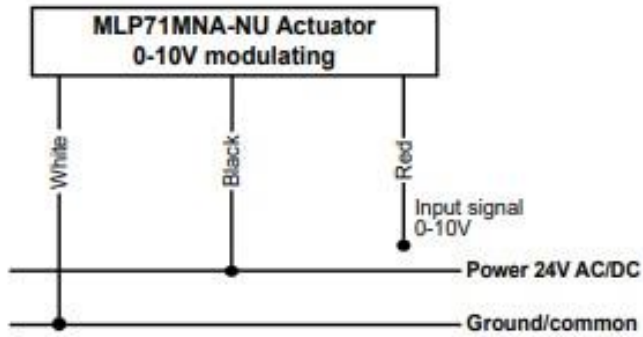 MLP71MNA-NU Actuator
0-10V modulating
White
Black
Red
Input signal
0-10V
Power 24V AC/DC
Ground/common